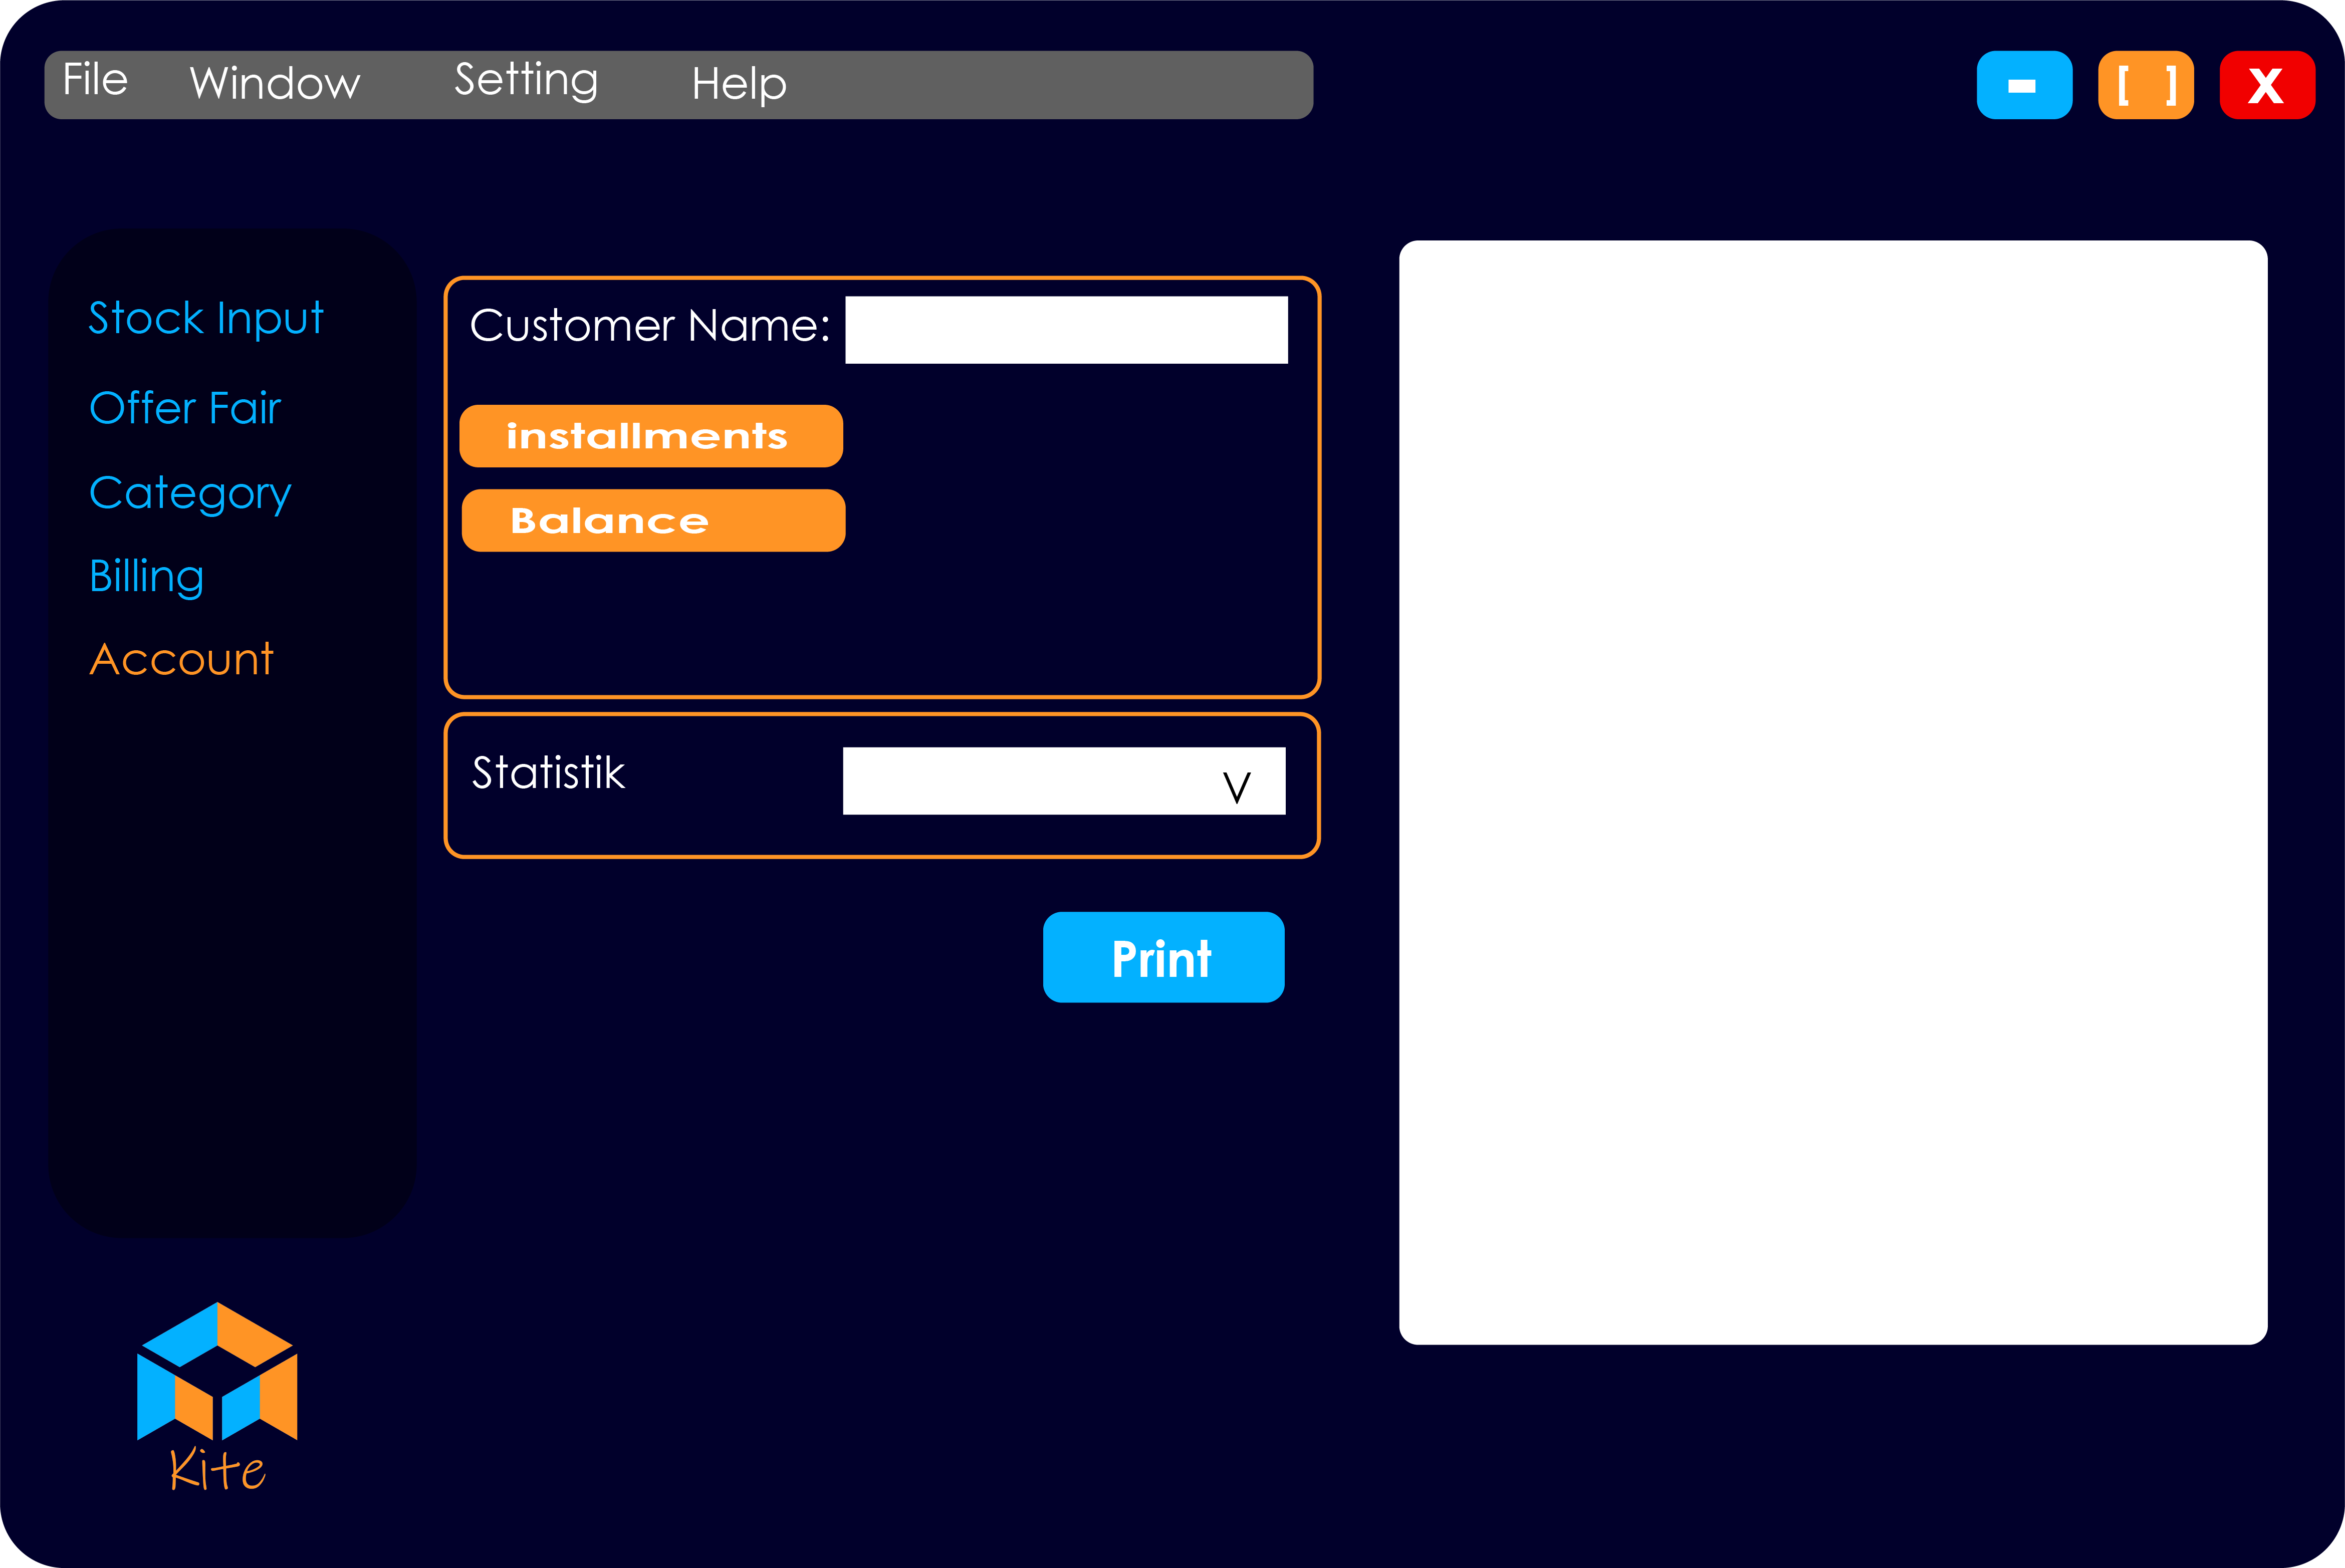 File Window Setting Help - [ ] X
Stock Input
Offer Fair
Category
Billing
Account
Customer Name:
installments
Balance
Statistik V
Print
Kite